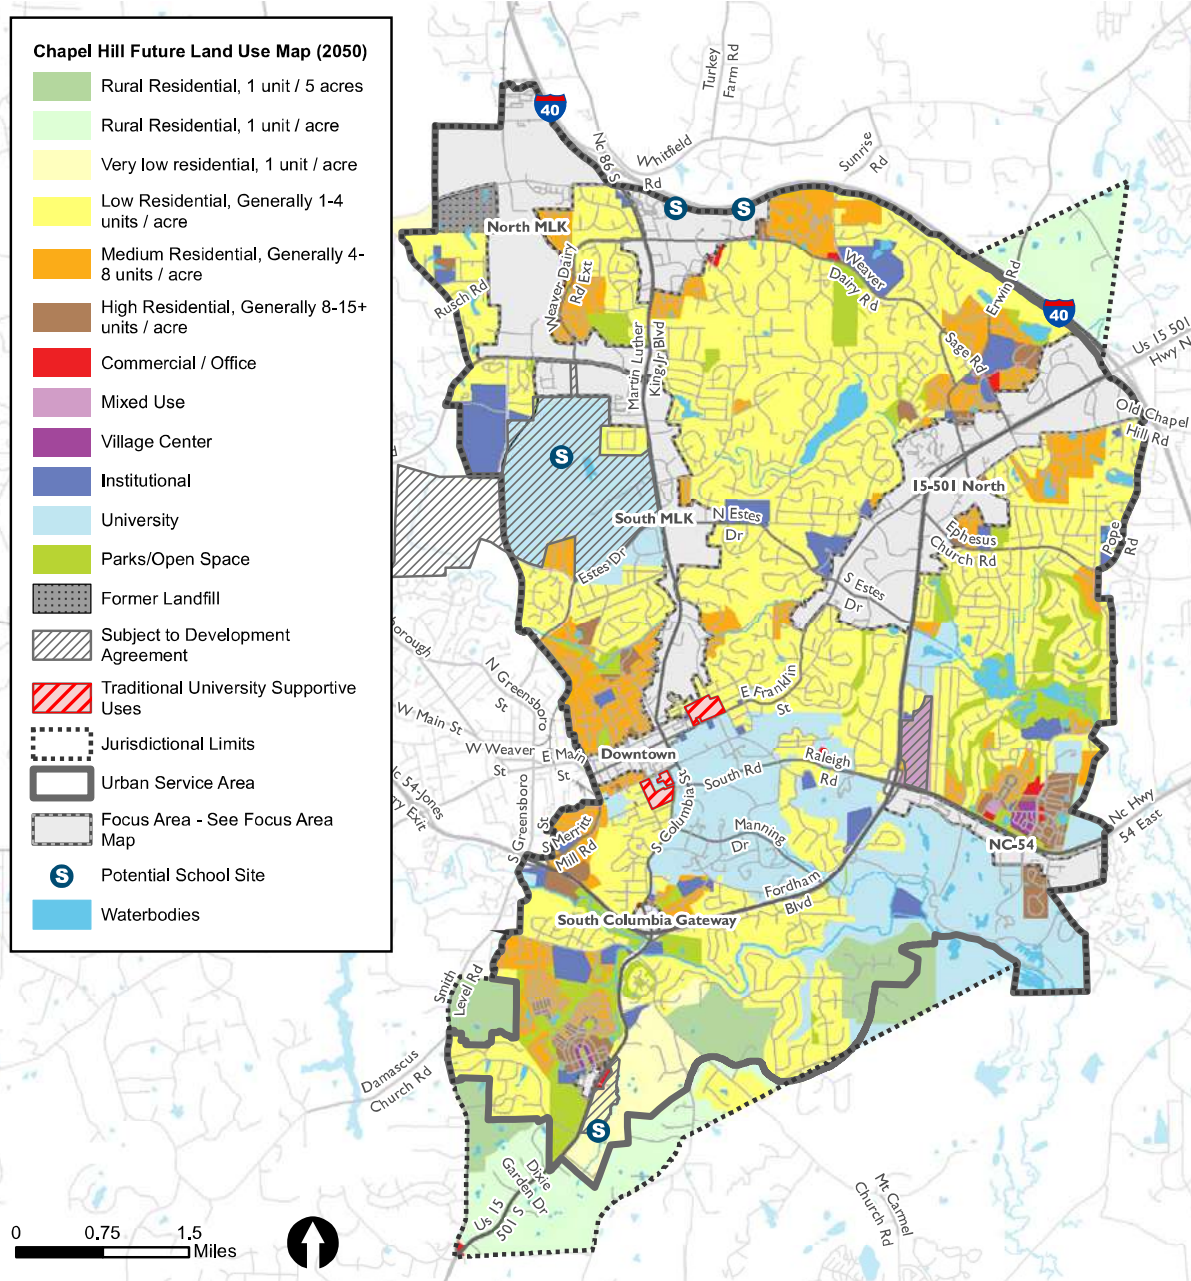 Chapel Hill Future Land Use Map (2050)
Rural Residential, 1 unit / 5 acres
Rural Residential, 1 unit / acre
Very low residential, 1 unit / acre
Low Residential, Generally 1-4
units / acre
Medium Residential, Generally 4-
8 units / acre
High Residential, Generally 8-15+
units / acre
Commercial / Office
Mixed Use
Village Center
Institutional
University
Parks/Open Space
Former Landfill
Subject to Development
Agreement
Traditional University Supportive
Uses
Jurisdictional Limits
Urban Service Area
Focus Area - See Focus Area
Map
S
Potential School Site
Waterbodies
0 0.75 1.5
Miles
40
Turkey
Farm Rd
Nc 86 S
Whitfield
Rd
Sunrise
Rd
S
S
North MLK
Weaver Dairy
Rd Ext
Weaver
Dairy Rd
Erwin Rd
40
Rusch Rd
Us 15 501
Hwy N
Sage Rd
Martin Luther
King Jr Blvd
Old Chapel
Hill Rd
S
15-501 North
South MLK
N Estes
Dr
Ephesus
Church Rd
Pope
Rd
Estes Dr
S Estes
Dr
N Greensboro
St
E Franklin
St
W Main St
W Weaver
St
E Main
St
Downtown
South Rd
Raleigh
Rd
Nc 54-Jones
S Greensboro
St
S Merritt
Mill Rd
S Columbia St
Manning
Dr
NC-54
Nc Hwy
54 East
Fordham
Blvd
South Columbia Gateway
Smith
Level Rd
Damascus
Church Rd
S
Dixie
Garden Dr
Us 15
501 S
Mt Carmel
Church Rd